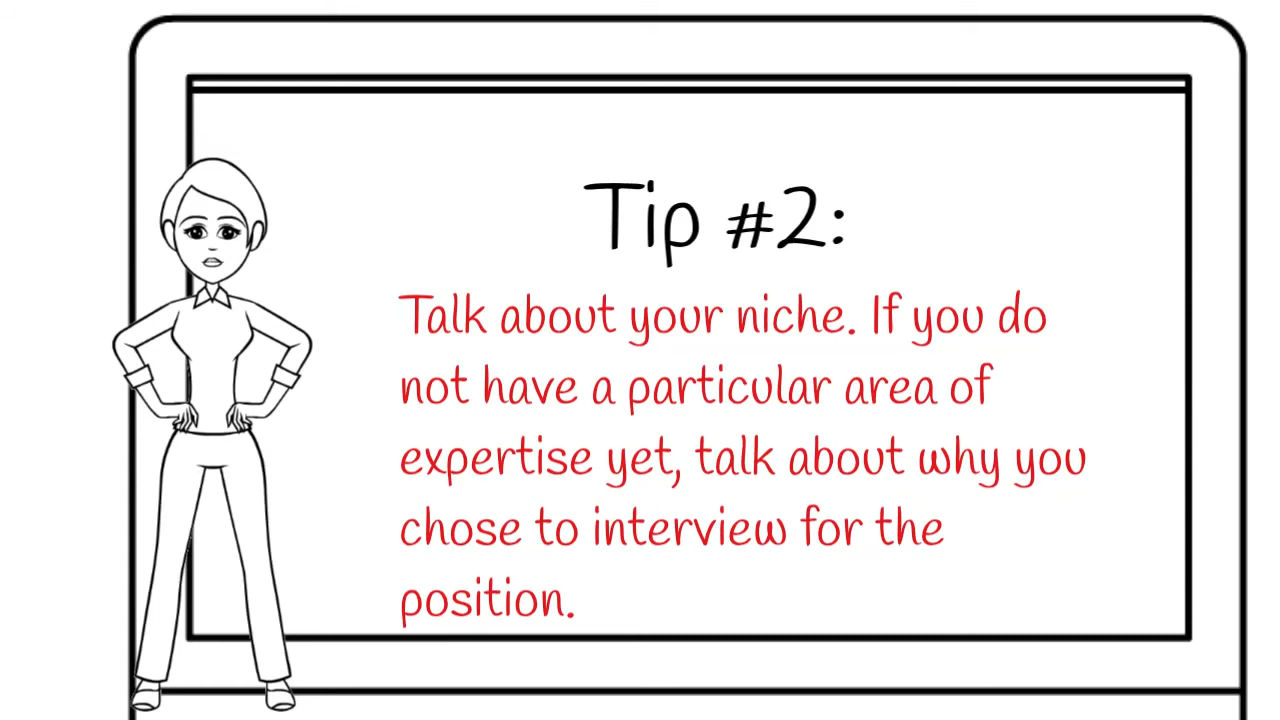 Tip #2:
Talk about your niche. If you do
not have a particular area of
expertise yet, talk about why you
chose to interview for the
position.